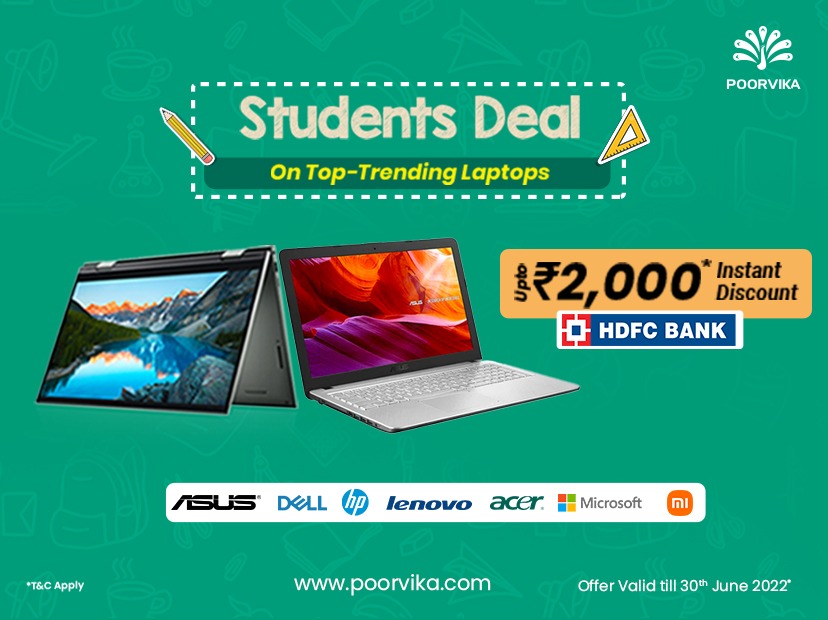 POORVIKA
Students Deal
On Top-Trending Laptops
Upto ₹2,000* Instant Discount
HDFC BANK
ASUS
ASUS DELL hp lenovo acer Microsoft mi
*T&C Apply
www.poorvika.com
Offer Valid till 30th June 2022*